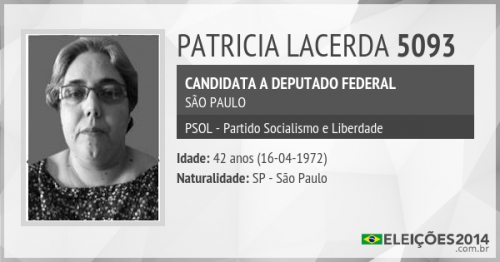 PATRICIA LACERDA 5093
CANDIDATA A DEPUTADO FEDERAL
SÃO PAULO
PSOL - Partido Socialismo e Liberdade
Idade: 42 anos (16-04-1972)
Naturalidade: SP - São Paulo
ELEIÇÕES2014
.com.br